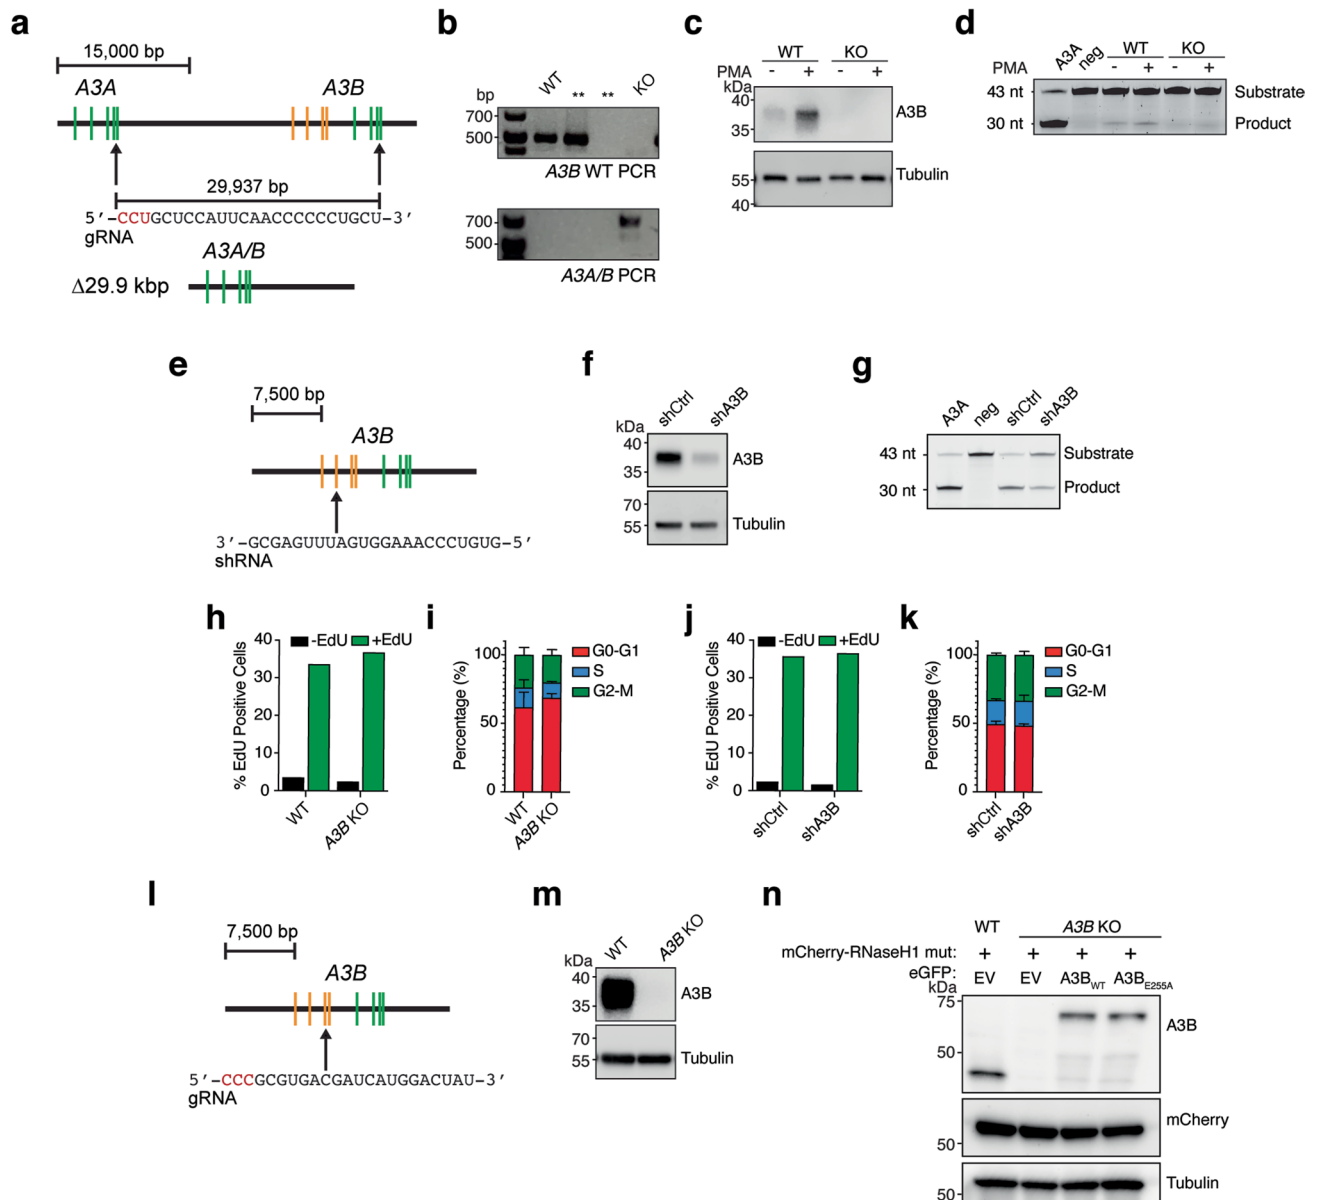 a
15,000 bp
A3A
A3B
29,937 bp
5′-CCUGCUCCAUUCAACCCCCCUGCU-3′
gRNA
A3A/B
Δ29.9 kbp
b
WT ** ** KO
bp
700
500
A3B WT PCR
700
500
A3A/B PCR
c
WT KO
PMA - + - +
kDa
40
35
A3B
55
40
Tubulin
d
A3A neg WT KO
PMA - + - +
43 nt Substrate
30 nt Product
e
7,500 bp
A3B
3′-GCGAGUUUAGUGGAAACCCUGUG-5′
shRNA
f
shCtrl shA3B
kDa
40
35
A3B
70
55
Tubulin
g
A3A neg shCtrl shA3B
43 nt Substrate
30 nt Product
h
% EdU Positive Cells
-EdU +EdU
40
30
20
10
0
WT A3B KO
i
Percentage (%)
100
50
0
G0-G1
S
G2-M
WT A3B KO
j
% EdU Positive Cells
-EdU +EdU
40
30
20
10
0
shCtrl shA3B
k
Percentage (%)
100
50
0
G0-G1
S
G2-M
shCtrl shA3B
l
7,500 bp
A3B
5′-CCCGCGUGACGAUCAUGGACUAU-3′
gRNA
m
WT A3B KO
kDa
40
35
A3B
70
55
Tubulin
n
WT A3B KO
mCherry-RNaseH1 mut: + + + +
eGFP: EV EV A3BWT A3BE255A
kDa
75
50
A3B
50
mCherry
50
Tubulin